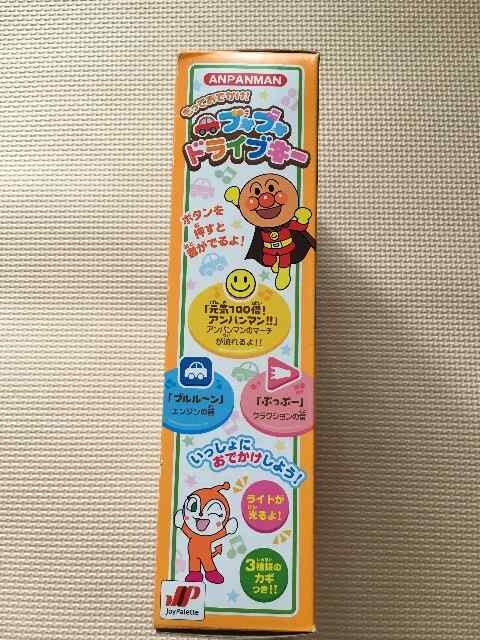 ANPANMAN
もっておでかけ!
ブーブー
ドライブキー
ボタンを
押すと
音がでるよ!
「元気100倍!
アンパンマン!!」
アンパンマンのマーチ
が流れるよ!!
「ブルル〜ン」
エンジンの音
「ぷっぷー」
クラクションの音
いっしょに
おでかけしよう!
ライトが
光るよ!
3種類の
カギ
つき!!
JoyPalette